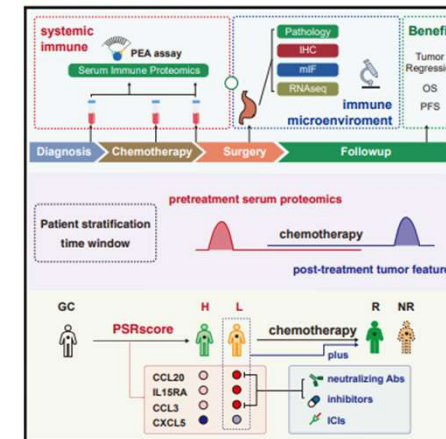 systemic
immune
PEA assay
Serum Immune Proteomics
Pathology
IHC
mIF
RNAseq
immune
microenviroment
Benefi
Tumor
Regressi
OS
PFS
Diagnosis
Chemotherapy
Surgery
Followup
Patient stratification
time window
pretreatment serum proteomics
chemotherapy
post-treatment tumor feature
GC
H
L
R
NR
PSRscore
chemotherapy
plus
CCL20
IL15RA
CCL3
CXCL5
neutralizing Abs
inhibitors
ICIs